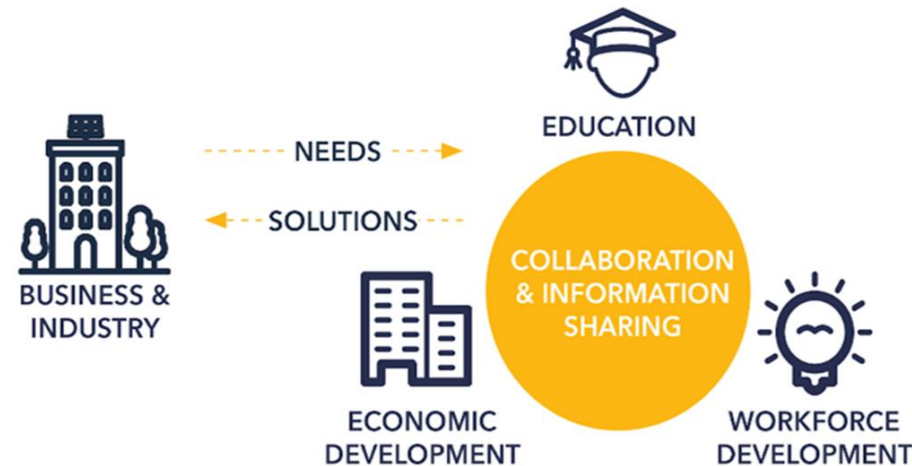 EDUCATION
NEEDS
SOLUTIONS
BUSINESS &
INDUSTRY
COLLABORATION
& INFORMATION
SHARING
ECONOMIC
DEVELOPMENT
WORKFORCE
DEVELOPMENT